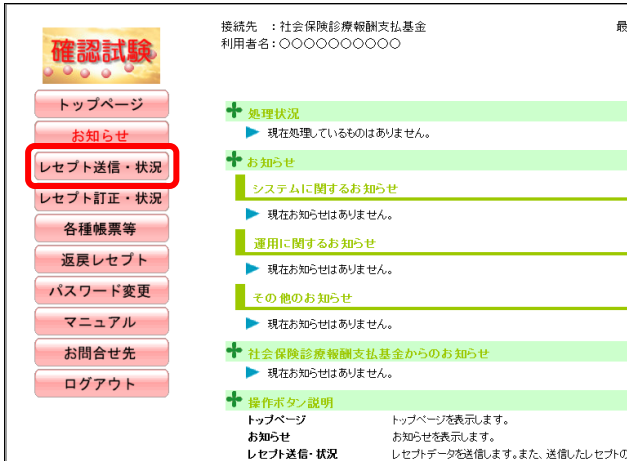 接続先 ：社会保険診療報酬支払基金
最
利用者名：〇〇〇〇〇〇〇〇〇〇
確認試験
トップページ
お知らせ
レセプト送信・状況
レセプト訂正・状況
各種帳票等
返戻レセプト
パスワード変更
マニュアル
お問合せ先
ログアウト
処理状況
現在処理しているものはありません。
お知らせ
システムに関するお知らせ
現在お知らせはありません。
運用に関するお知らせ
現在お知らせはありません。
その他のお知らせ
現在お知らせはありません。
社会保険診療報酬支払基金からのお知らせ
現在お知らせはありません。
操作ボタン説明
トップページ トップページを表示します。
お知らせ お知らせを表示します。
レセプト送信・状況 レセプトデータを送信します。また、送信したレセプトの